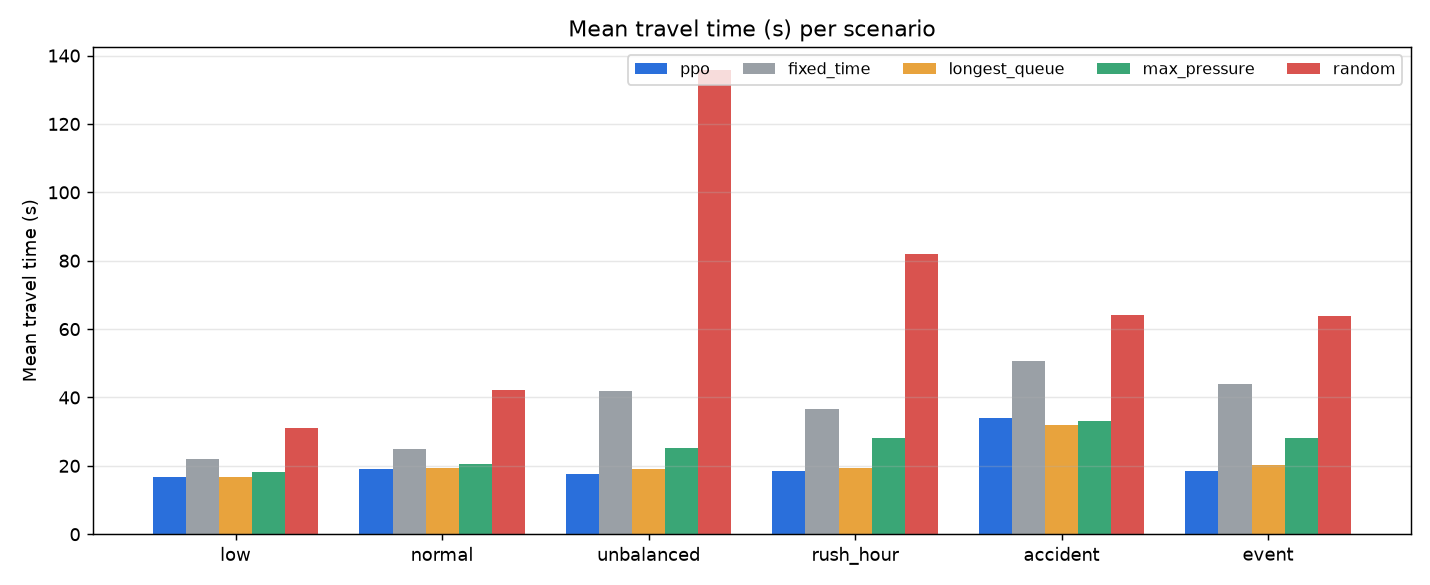 Mean travel time (s) per scenario
ppo fixed_time longest_queue max_pressure random
Mean travel time (s)
140
120
100
80
60
40
20
0
low normal unbalanced rush_hour accident event